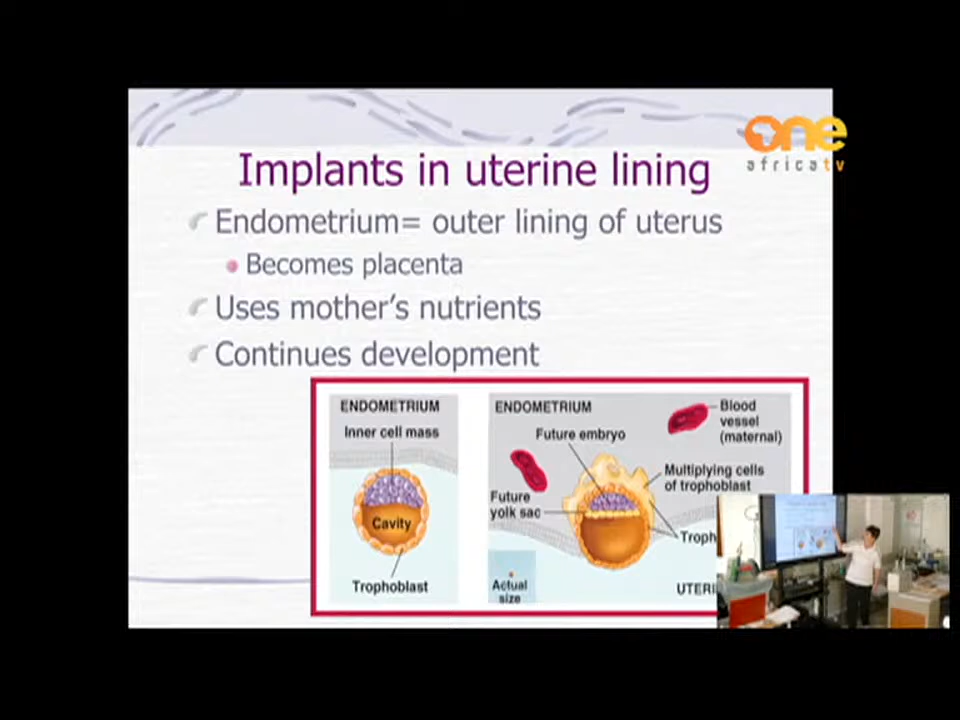 one
africatv
Implants in uterine lining
Endometrium= outer lining of uterus
Becomes placenta
Uses mother's nutrients
Continues development
ENDOMETRIUM
Inner cell mass
Cavity
Trophoblast
ENDOMETRIUM
Future embryo
Blood
vessel
(maternal)
Multiplying cells
of trophoblast
Future
yolk sac
Troph
Actual
size
UTERI